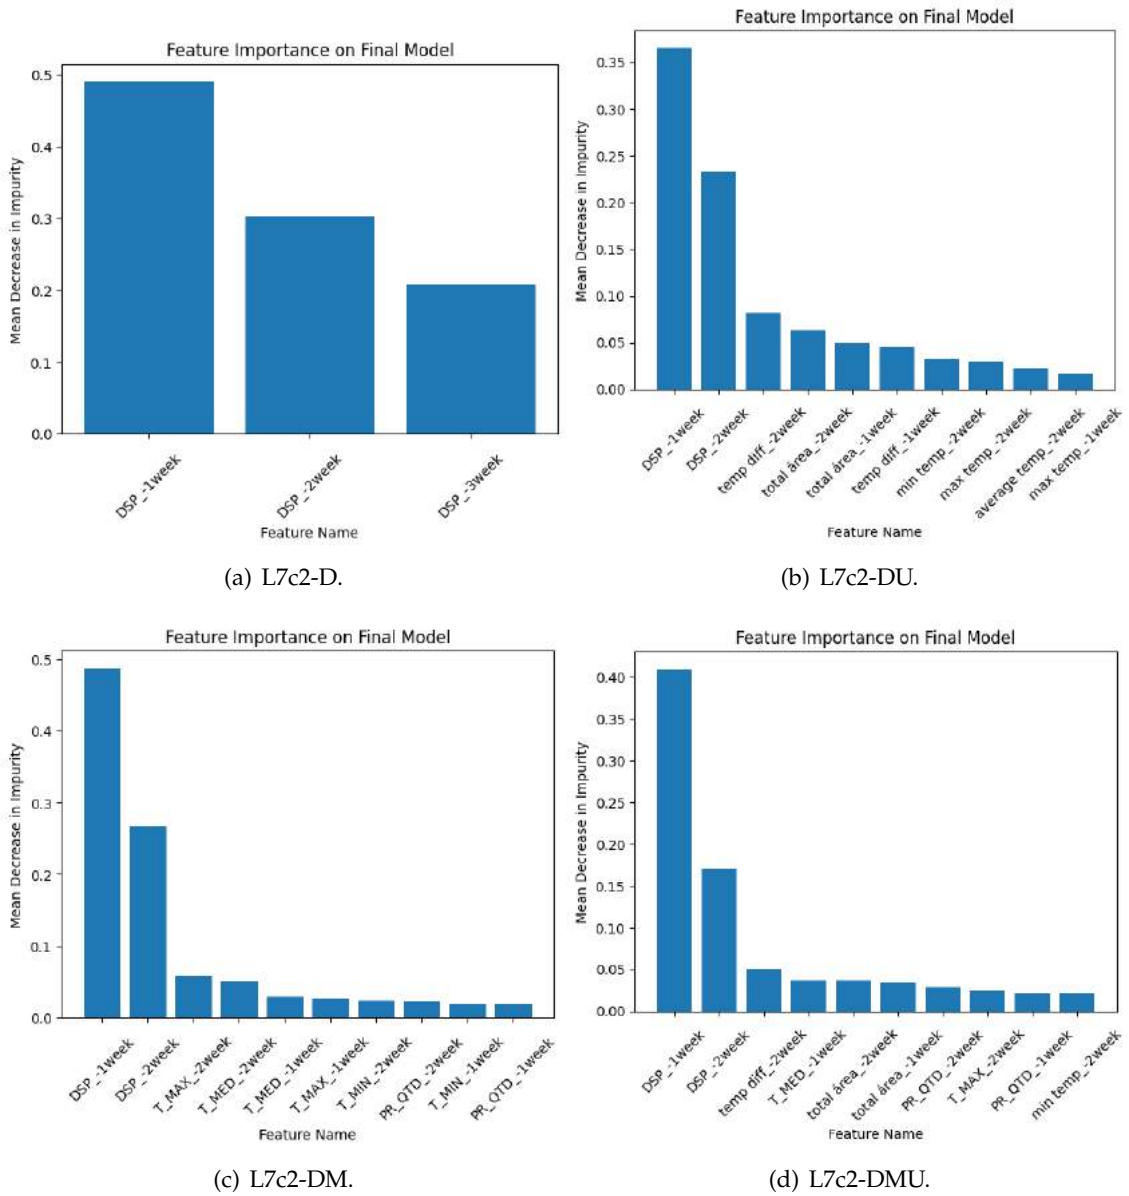 Feature Importance on Final Model
Mean Decrease in Impurity
0.5
0.4
0.3
0.2
0.1
0.0
DSP_-1week
DSP_-2week
DSP_-3week
Feature Name
(a) L7c2-D.
Feature Importance on Final Model
Mean Decrease in Impurity
0.35
0.30
0.25
0.20
0.15
0.10
0.05
0.00
DSP_-1week
DSP_-2week
temp diff_-2week
total área_-2week
total área_-1week
temp diff_-1week
min temp_-2week
max temp_-2week
average temp_-2week
max temp_-1week
Feature Name
(b) L7c2-DU.
Feature Importance on Final Model
Mean Decrease in Impurity
0.5
0.4
0.3
0.2
0.1
0.0
DSP_-1week
DSP_-2week
T_MAX_-2week
T_MED_-2week
T_MED_-1week
T_MAX_-1week
T_MIN_-2week
PR_QTD_-2week
T_MIN_-1week
PR_QTD_-1week
Feature Name
(c) L7c2-DM.
Feature Importance on Final Model
Mean Decrease in Impurity
0.40
0.35
0.30
0.25
0.20
0.15
0.10
0.05
0.00
DSP_-1week
DSP_-2week
temp diff_-2week
T_MED_-1week
total área_-2week
total área_-1week
PR_QTD_-2week
T_MAX_-2week
PR_QTD_-1week
min temp_-2week
Feature Name
(d) L7c2-DMU.